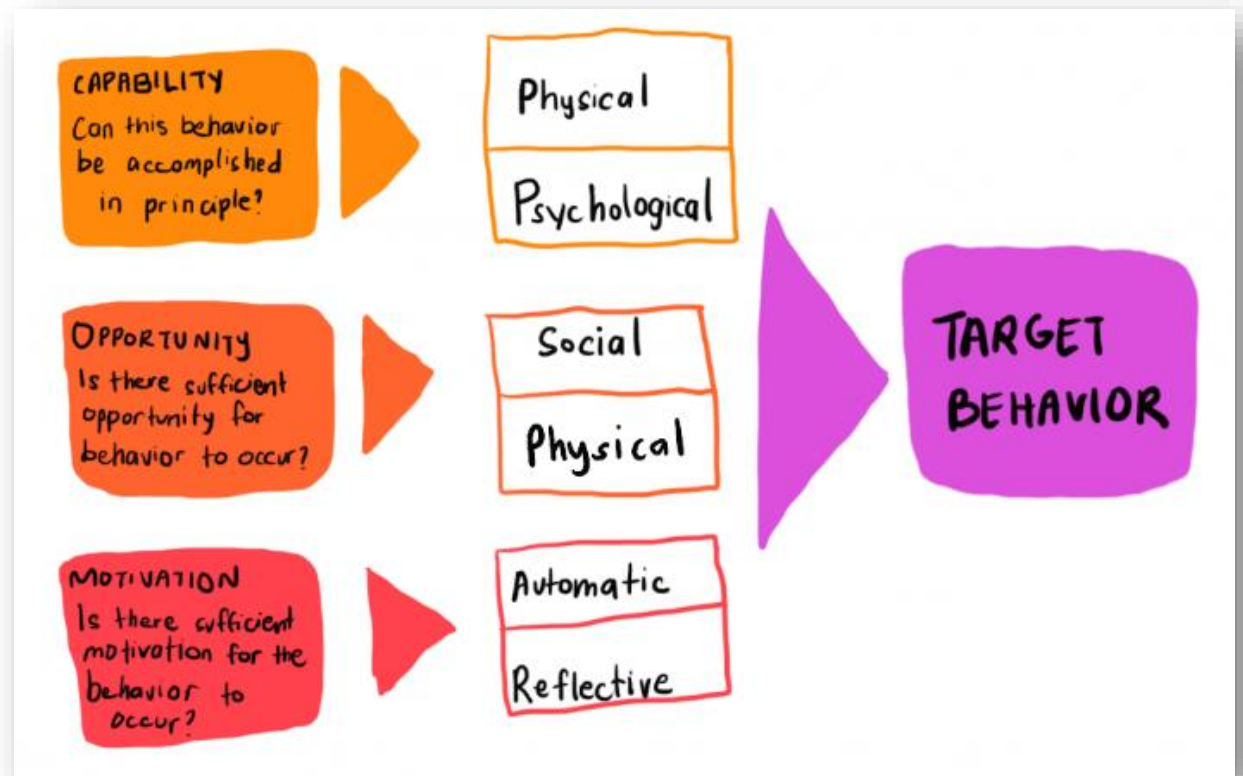 CAPABILITY
Can this behavior
be accomplished
in principle?
Physical
Psychological
OPPORTUNITY
Is there sufficient
opportunity for
behavior to occur?
Social
Physical
MOTIVATION
Is there sufficient
motivation for the
behavior to
occur?
Automatic
Reflective
TARGET
BEHAVIOR